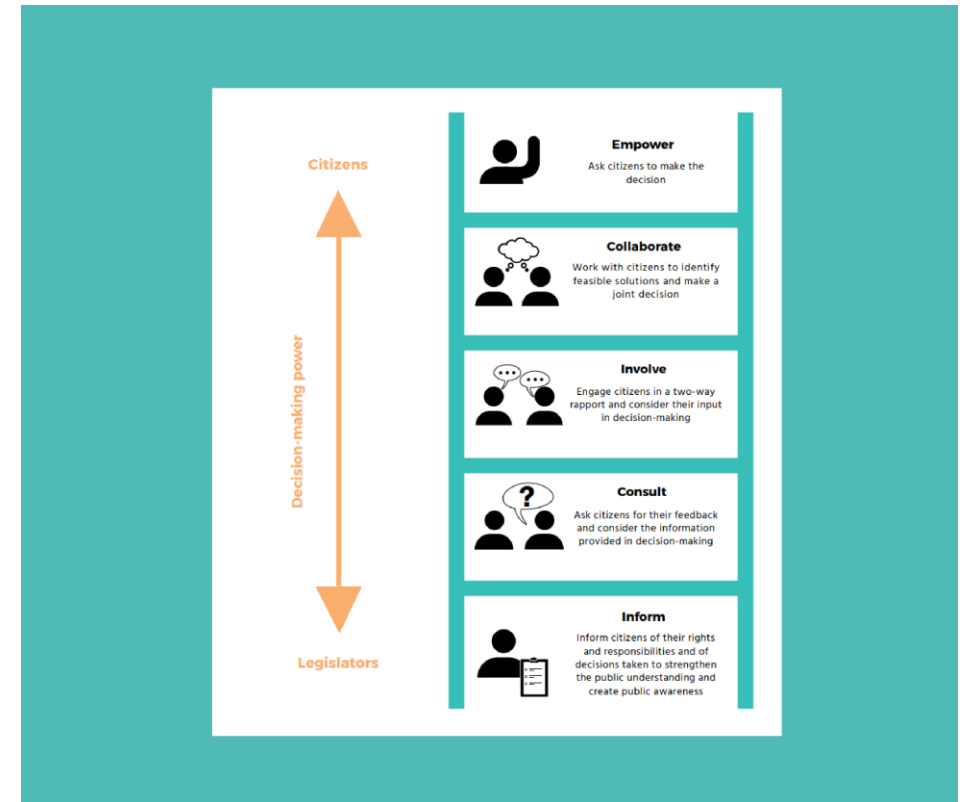 Citizens
Decision-making power
Legislators
Empower
Ask citizens to make the
decision
Collaborate
Work with citizens to identify
feasible solutions and make a
joint decision
Involve
Engage citizens in a two-way
rapport and consider their input
in decision-making
?
Consult
Ask citizens for their feedback
and consider the information
provided in decision-making
Inform
Inform citizens of their rights
and responsibilities and of
decisions taken to strengthen
the public understanding and
create public awareness